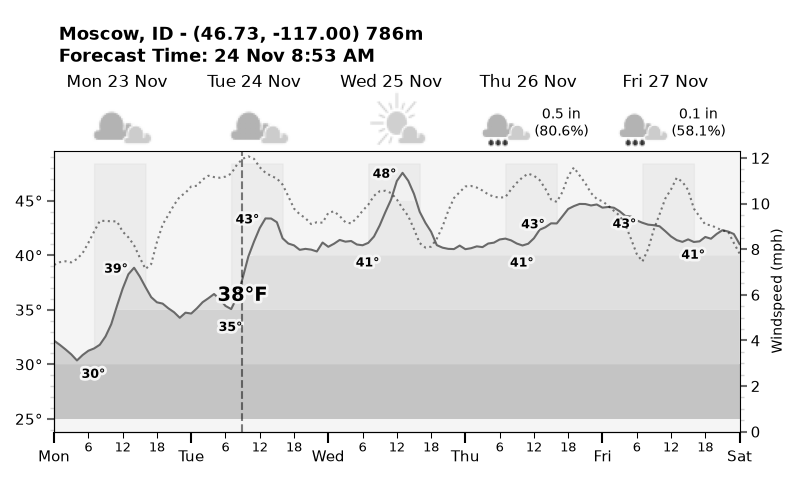 Moscow, ID - (46.73, -117.00) 786m
Forecast Time: 24 Nov 8:53 AM
Mon 23 Nov Tue 24 Nov Wed 25 Nov Thu 26 Nov Fri 27 Nov
0.5 in 0.1 in
(80.6%) (58.1%)
12
48°
45° 10
43° 43° 43°
40° 41° 41° 41° 8
39°
38°F
35° 6
35°
4
30° 30°
2
25°
0
Windspeed (mph)
6 12 18 6 12 18 6 12 18 6 12 18 6 12 18
Mon Tue Wed Thu Fri Sat